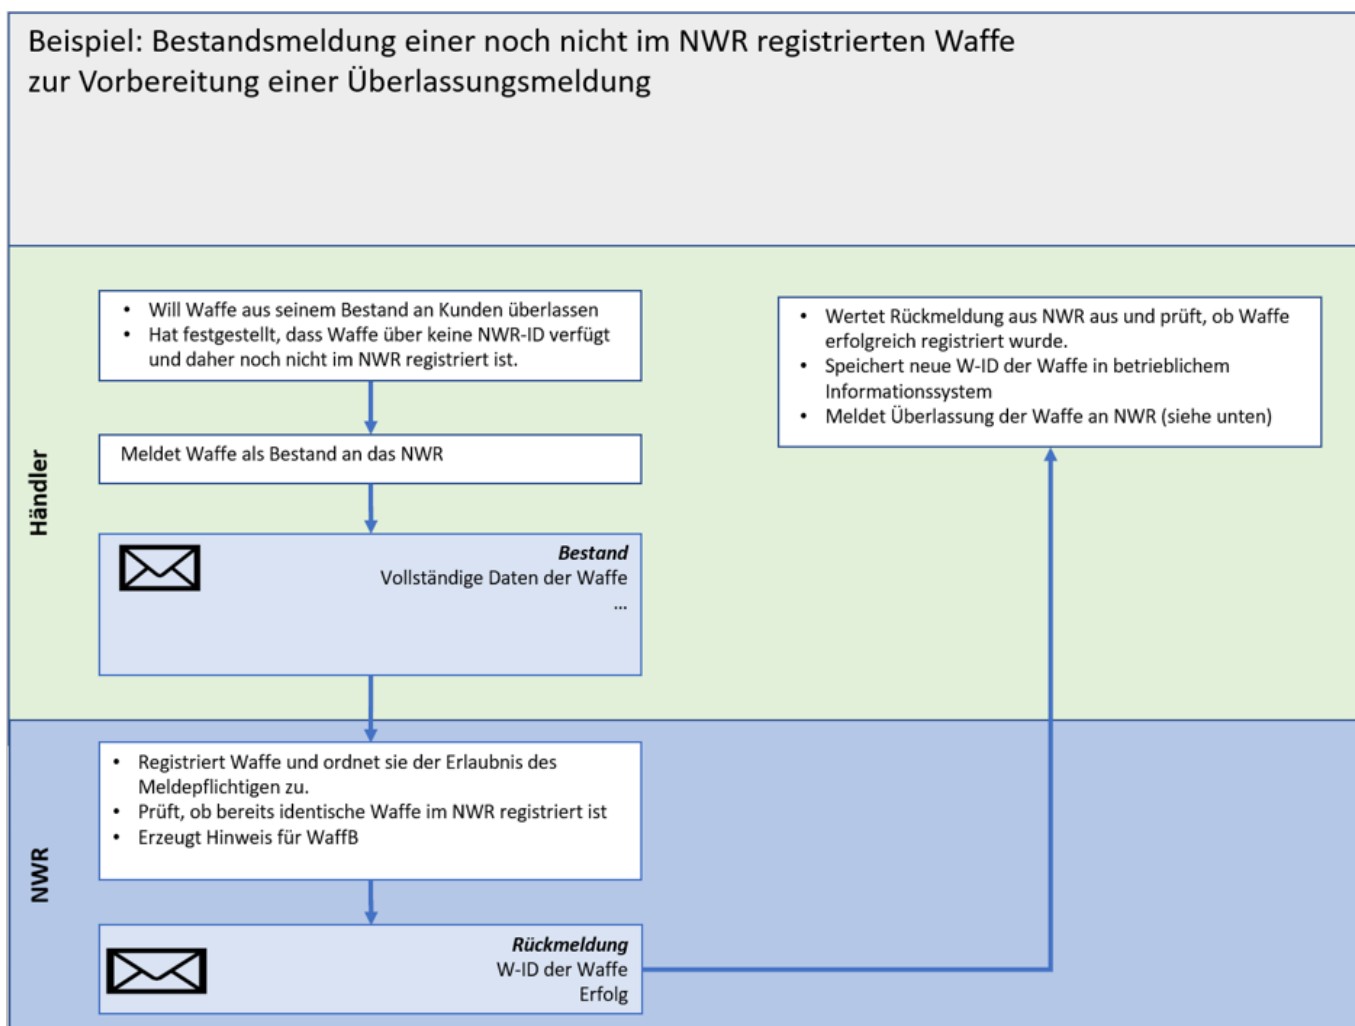 Beispiel: Bestandsmeldung einer noch nicht im NWR registrierten Waffe
zur Vorbereitung einer Überlassungsmeldung
Händler
• Will Waffe aus seinem Bestand an Kunden überlassen
• Hat festgestellt, dass Waffe über keine NWR-ID verfügt
und daher noch nicht im NWR registriert ist.
Meldet Waffe als Bestand an das NWR
Bestand
Vollständige Daten der Waffe
...
NWR
• Registriert Waffe und ordnet sie der Erlaubnis des
Meldepflichtigen zu.
• Prüft, ob bereits identische Waffe im NWR registriert ist
• Erzeugt Hinweis für WaffB
Rückmeldung
W-ID der Waffe
Erfolg
• Wertet Rückmeldung aus NWR aus und prüft, ob Waffe
erfolgreich registriert wurde.
• Speichert neue W-ID der Waffe in betrieblichem
Informationssystem
• Meldet Überlassung der Waffe an NWR (siehe unten)